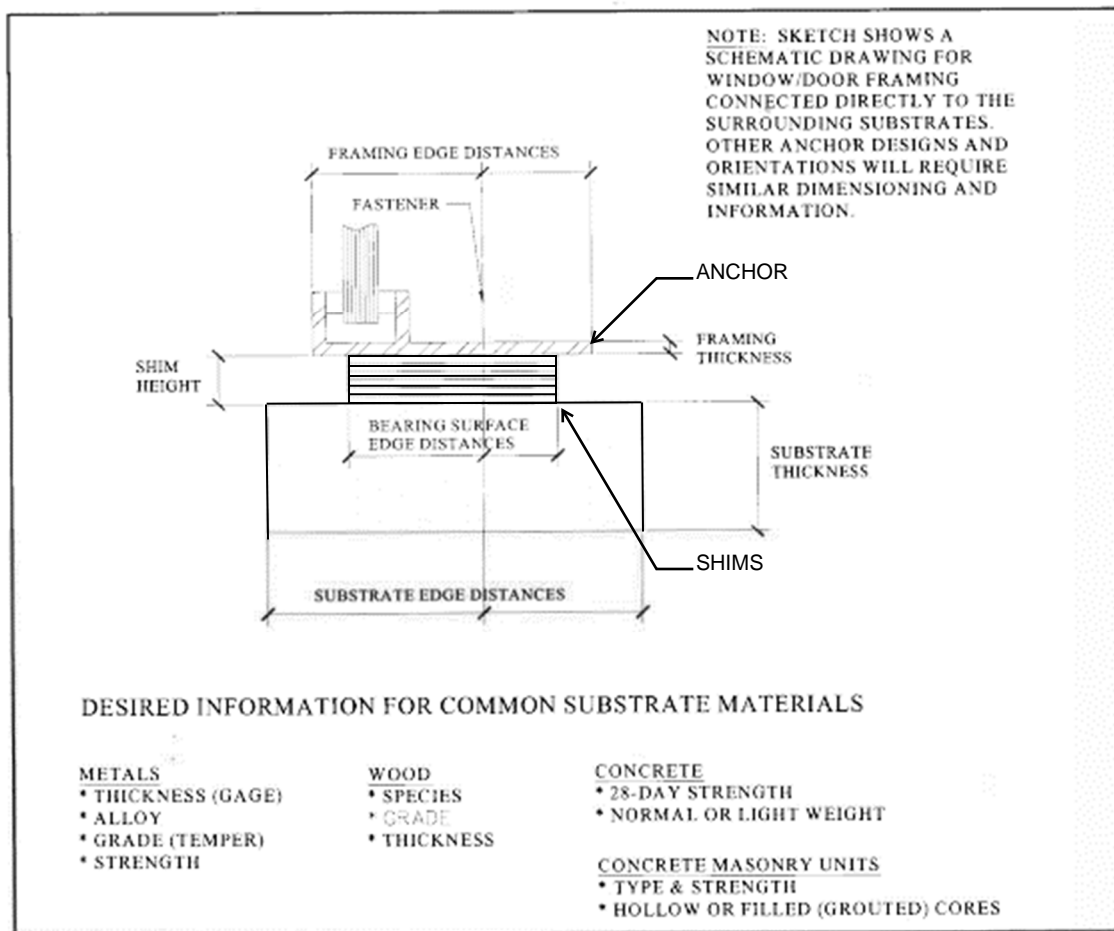 NOTE: SKETCH SHOWS A
SCHEMATIC DRAWING FOR
WINDOW/DOOR FRAMING
CONNECTED DIRECTLY TO THE
SURROUNDING SUBSTRATES.
OTHER ANCHOR DESIGNS AND
ORIENTATIONS WILL REQUIRE
SIMILAR DIMENSIONING AND
INFORMATION.
FRAMING EDGE DISTANCES
FASTENER
ANCHOR
FRAMING
THICKNESS
SHIM
HEIGHT
BEARING SURFACE
EDGE DISTANCES
SUBSTRATE
THICKNESS
SHIMS
SUBSTRATE EDGE DISTANCES
DESIRED INFORMATION FOR COMMON SUBSTRATE MATERIALS
METALS
* THICKNESS (GAGE)
* ALLOY
* GRADE (TEMPER)
* STRENGTH
WOOD
* SPECIES
* GRADE
* THICKNESS
CONCRETE
* 28-DAY STRENGTH
* NORMAL OR LIGHT WEIGHT
CONCRETE MASONRY UNITS
* TYPE & STRENGTH
* HOLLOW OR FILLED (GROUTED) CORES